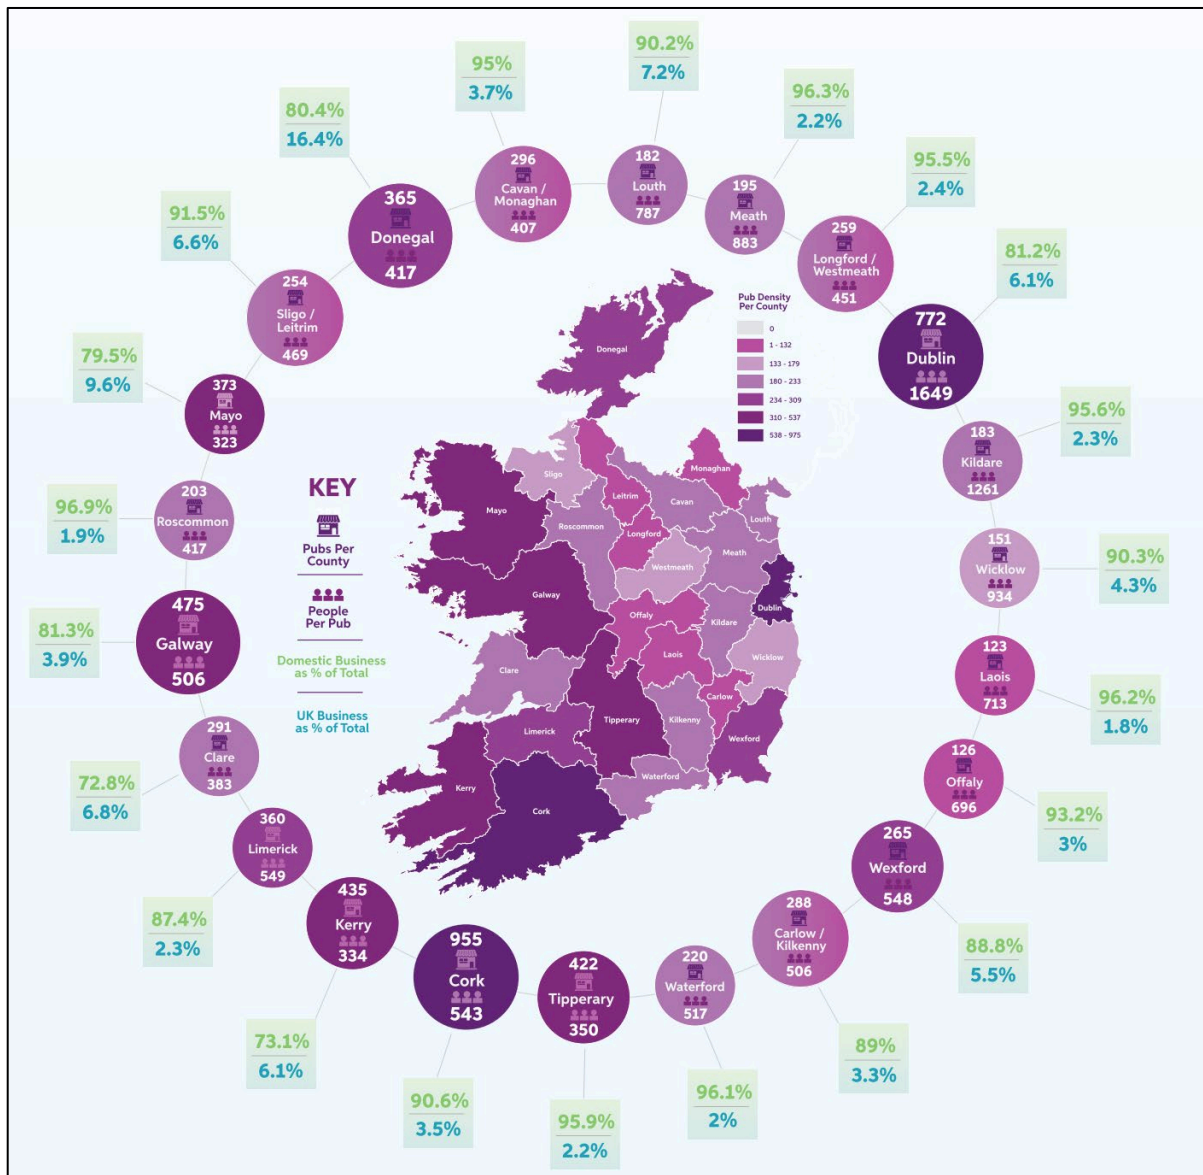 90.2%
7.2%
95%
3.7%
96.3%
2.2%
80.4%
16.4%
95.5%
2.4%
91.5%
6.6%
81.2%
6.1%
79.5%
9.6%
95.6%
2.3%
96.9%
1.9%
90.3%
4.3%
81.3%
3.9%
96.2%
1.8%
72.8%
6.8%
93.2%
3%
87.4%
2.3%
88.8%
5.5%
73.1%
6.1%
89%
3.3%
90.6%
3.5%
95.9%
2.2%
96.1%
2%
296
Cavan /
Monaghan
407
182
Louth
787
195
Meath
883
259
Longford /
Westmeath
451
772
Dublin
1649
183
Kildare
1261
151
Wicklow
934
123
Laois
713
126
Offaly
696
265
Wexford
548
288
Carlow /
Kilkenny
506
220
Waterford
517
422
Tipperary
350
955
Cork
543
435
Kerry
334
360
Limerick
549
291
Clare
383
475
Galway
506
203
Roscommon
417
373
Mayo
323
254
Sligo /
Leitrim
469
365
Donegal
417
Pub Density
Per County
0
1 - 132
133 - 179
180 - 233
234 - 309
310 - 537
538 - 975
KEY
Pubs Per
County
People
Per Pub
Domestic Business
as % of Total
UK Business
as % of Total
Donegal
Sligo
Leitrim
Monaghan
Cavan
Louth
Mayo
Roscommon
Longford
Meath
Westmeath
Galway
Offaly
Kildare
Dublin
Laois
Wicklow
Clare
Carlow
Tipperary
Kilkenny
Limerick
Wexford
Waterford
Kerry
Cork